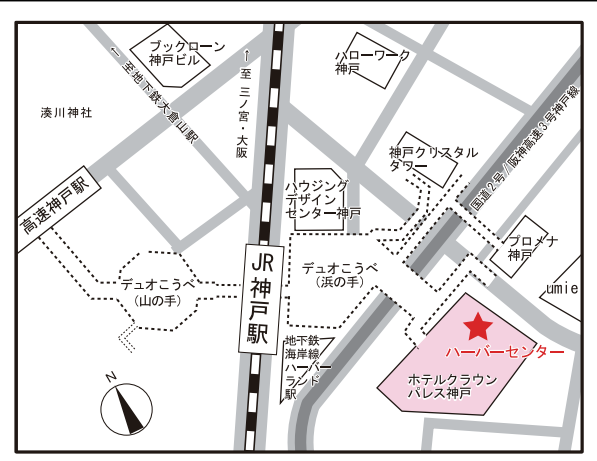 ブックローン
神戸ビル
← 至地下鉄大倉山駅
← 至 三ノ宮・大阪
ハローワーク
神戸
湊川神社
国道2号/阪神高速3号神戸線
神戸クリスタル
タワー
高速神戸駅
ハウジング
デザイン
センター神戸
プロメナ
神戸
umie
デュオこうべ
(山の手)
JR神戸駅
デュオこうべ
(浜の手)
地下鉄
海岸線
ハーバー
ランド
駅
ハーバーセンター
ホテルクラウン
パレス神戸
N